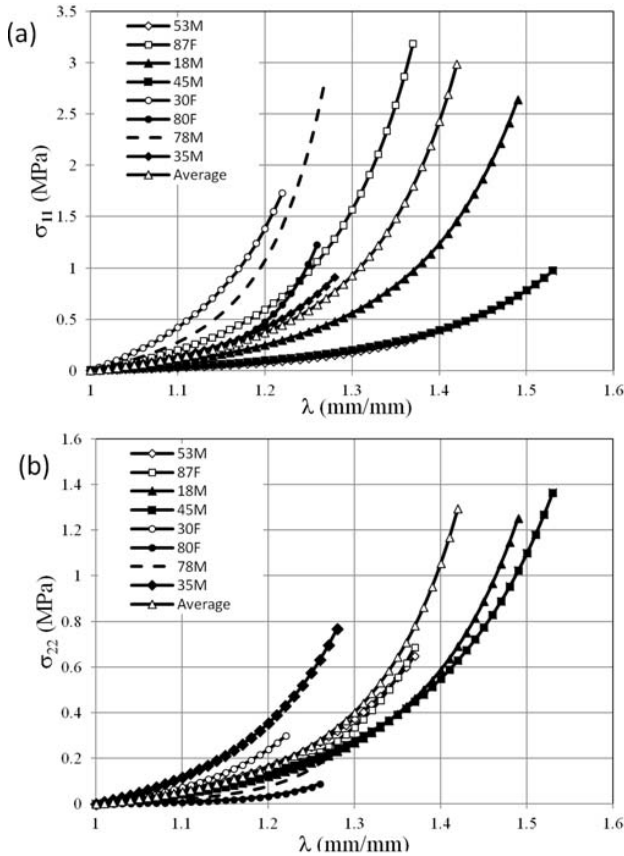 (a)
3.5
3
2.5
2
1.5
1
0.5
0
σ11 (MPa)
53M
87F
18M
45M
30F
80F
78M
35M
Average
1 1.1 1.2 1.3 1.4 1.5 1.6
λ (mm/mm)
(b)
1.6
1.4
1.2
1
0.8
0.6
0.4
0.2
0
σ22 (MPa)
53M
87F
18M
45M
30F
80F
78M
35M
Average
1 1.1 1.2 1.3 1.4 1.5 1.6
λ (mm/mm)